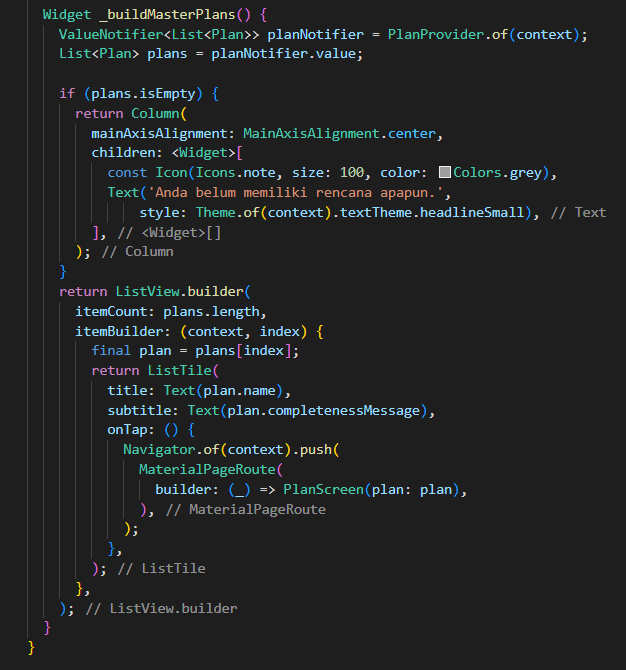 Widget _buildMasterPlans() {
ValueNotifier<List<Plan>> planNotifier = PlanProvider.of(context);
List<Plan> plans = planNotifier.value;
if (plans.isEmpty) {
return Column(
mainAxisAlignment: MainAxisAlignment.center,
children: <Widget>[
const Icon(Icons.note, size: 100, color: Colors.grey),
Text('Anda belum memiliki rencana apapun.',
style: Theme.of(context).textTheme.headlineSmall), // Text
], // <Widget>[]
); // Column
}
return ListView.builder(
itemCount: plans.length,
itemBuilder: (context, index) {
final plan = plans[index];
return ListTile(
title: Text(plan.name),
subtitle: Text(plan.completenessMessage),
onTap: () {
Navigator.of(context).push(
MaterialPageRoute(
builder: (_) => PlanScreen(plan: plan),
), // MaterialPageRoute
);
},
); // ListTile
},
); // ListView.builder
}
}